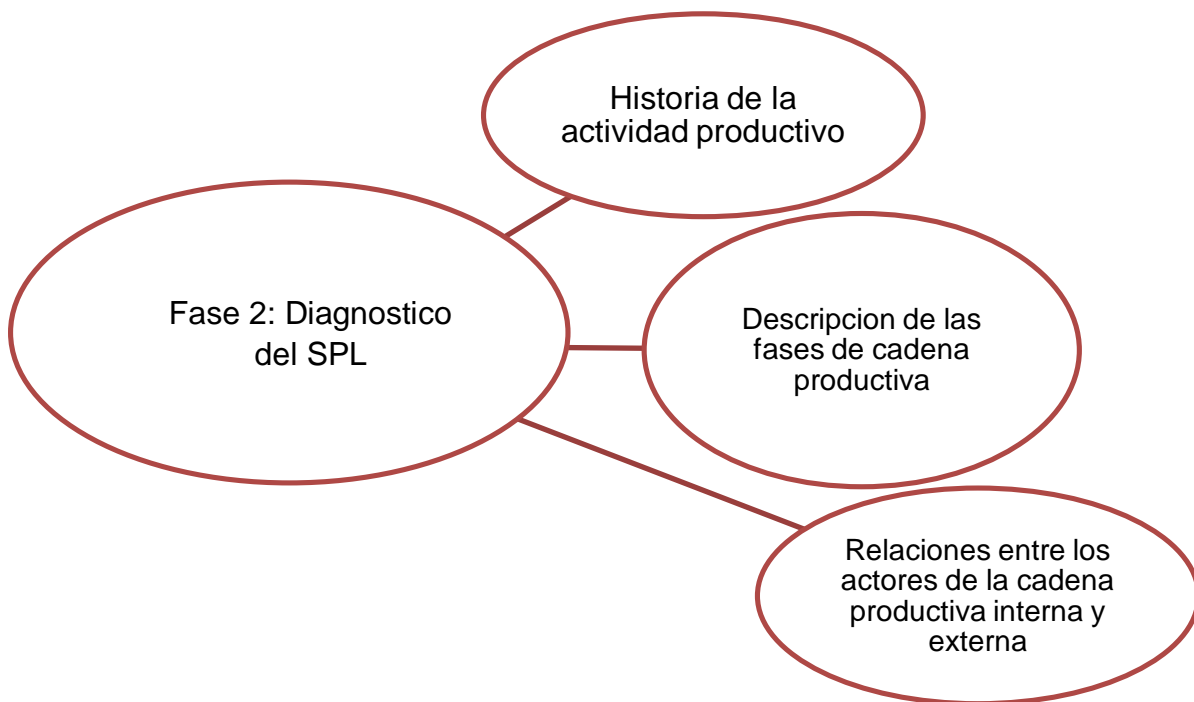 Historia de la
actividad productivo
Fase 2: Diagnostico
del SPL
Descripcion de las
fases de cadena
productiva
Relaciones entre los
actores de la cadena
productiva interna y
externa